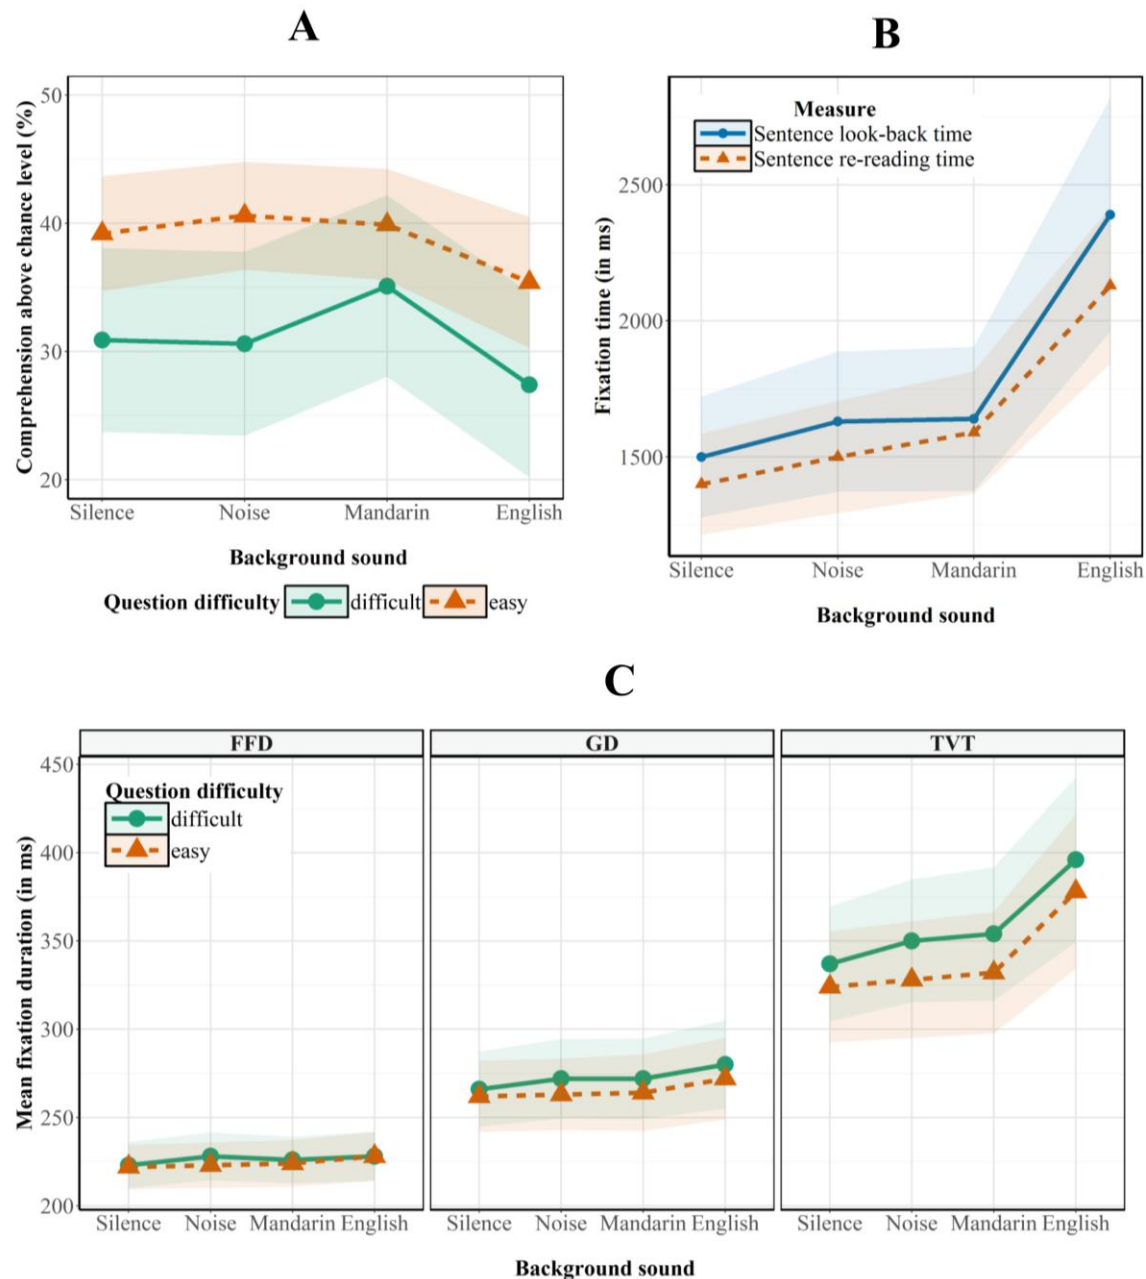 A
Comprehension above chance level (%)
50
40
30
20
Silence Noise Mandarin English
Background sound
Question difficulty difficult easy
B
Fixation time (in ms)
2500
2000
1500
Measure
Sentence look-back time
Sentence re-reading time
Silence Noise Mandarin English
Background sound
C
FFD GD TVT
Mean fixation duration (in ms)
450
400
350
300
250
200
Question difficulty
difficult
easy
Silence Noise Mandarin English Silence Noise Mandarin English Silence Noise Mandarin English
Background sound